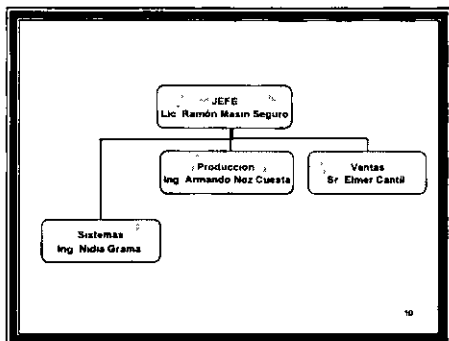 JEFE
Lic Ramón Masin Seguro
Produccion
Ing Armando Noz Cuesta
Ventas
Sr Elmer Cantil
Sistemas
Ing Nidia Grama
10